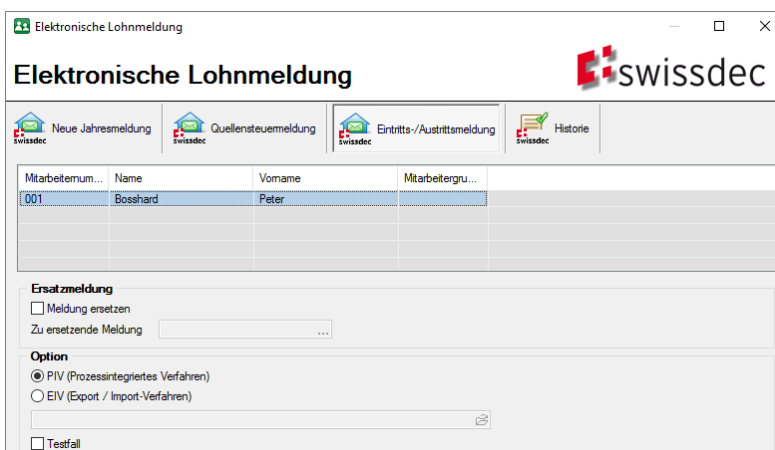 Elektronische Lohnmeldung
Elektronische Lohnmeldung
swissdec
swissdec Neue Jahresmeldung
swissdec Quellensteuermeldung
swissdec Eintritts-/Austrittsmeldung
swissdec Historie
Mitarbeiternum... Name Vorname Mitarbeitergru...
001 Bosshard Peter
Ersatzmeldung
Meldung ersetzen
Zu ersetzende Meldung ...
Option
PIV (Prozessintegriertes Verfahren)
EIV (Export / Import-Verfahren)
Testfall